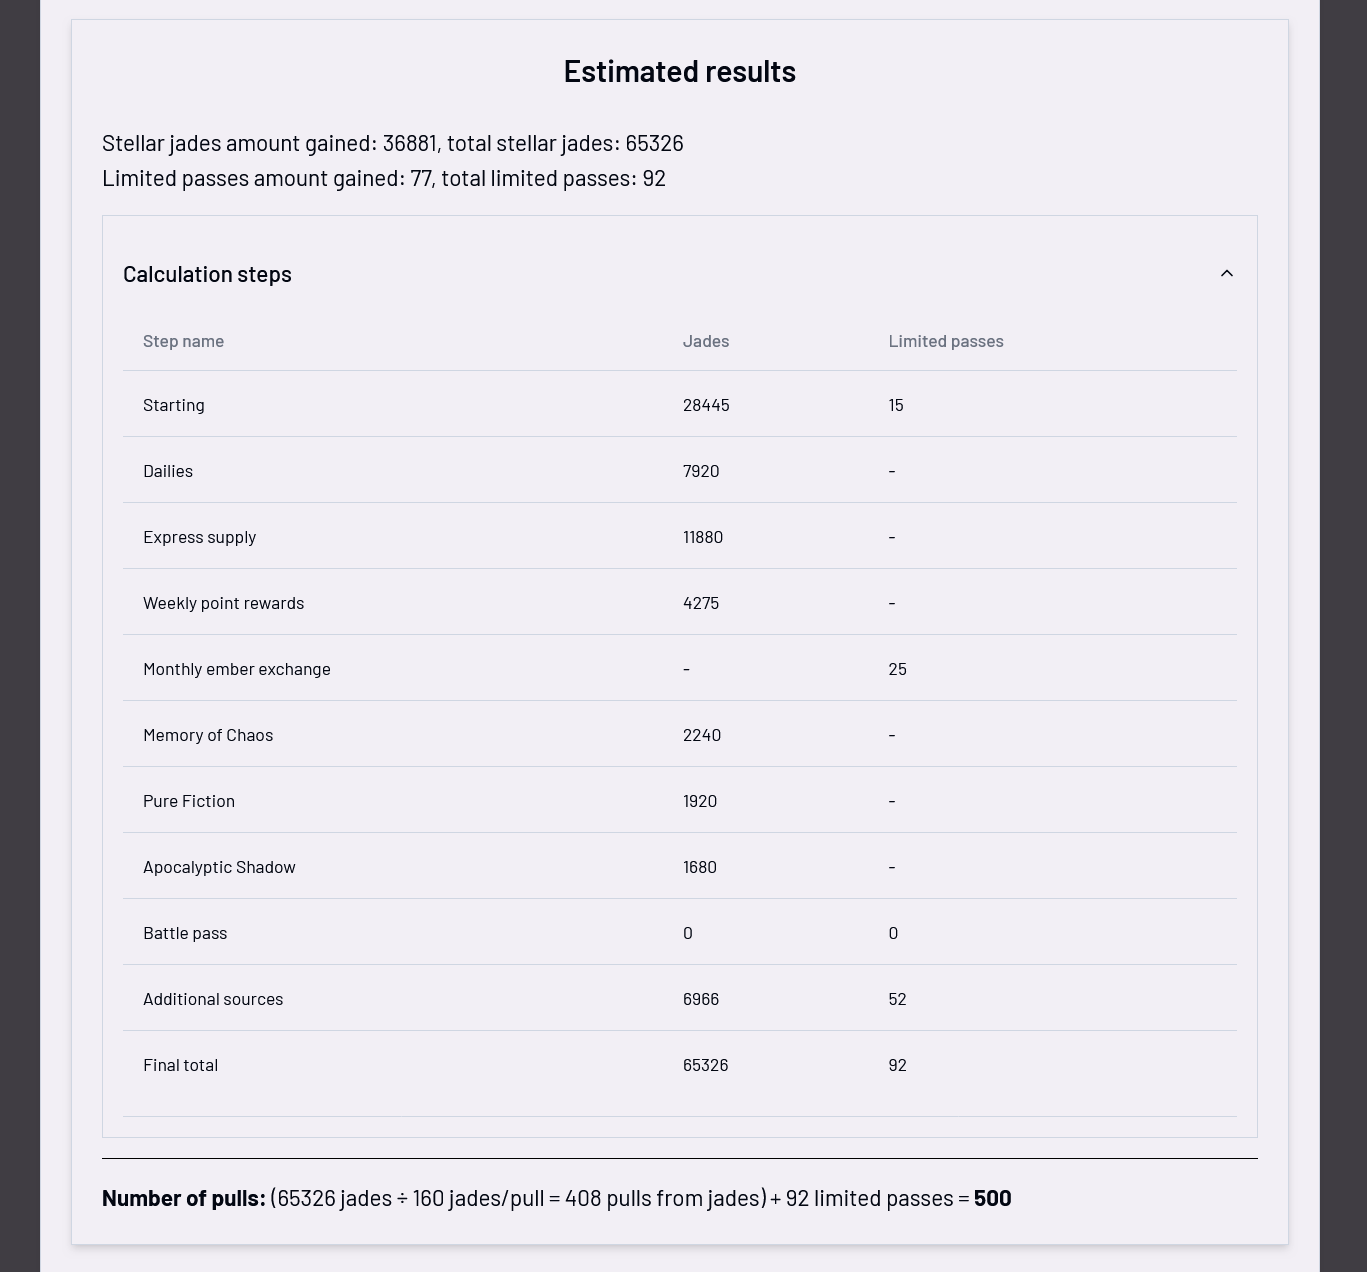 Estimated results
Stellar jades amount gained: 36881, total stellar jades: 65326
Limited passes amount gained: 77, total limited passes: 92
Calculation steps
Step name Jades Limited passes
Starting 28445 15
Dailies 7920 -
Express supply 11880 -
Weekly point rewards 4275 -
Monthly ember exchange - 25
Memory of Chaos 2240 -
Pure Fiction 1920 -
Apocalyptic Shadow 1680 -
Battle pass 0 0
Additional sources 6966 52
Final total 65326 92
Number of pulls: (65326 jades ÷ 160 jades/pull = 408 pulls from jades) + 92 limited passes = 500